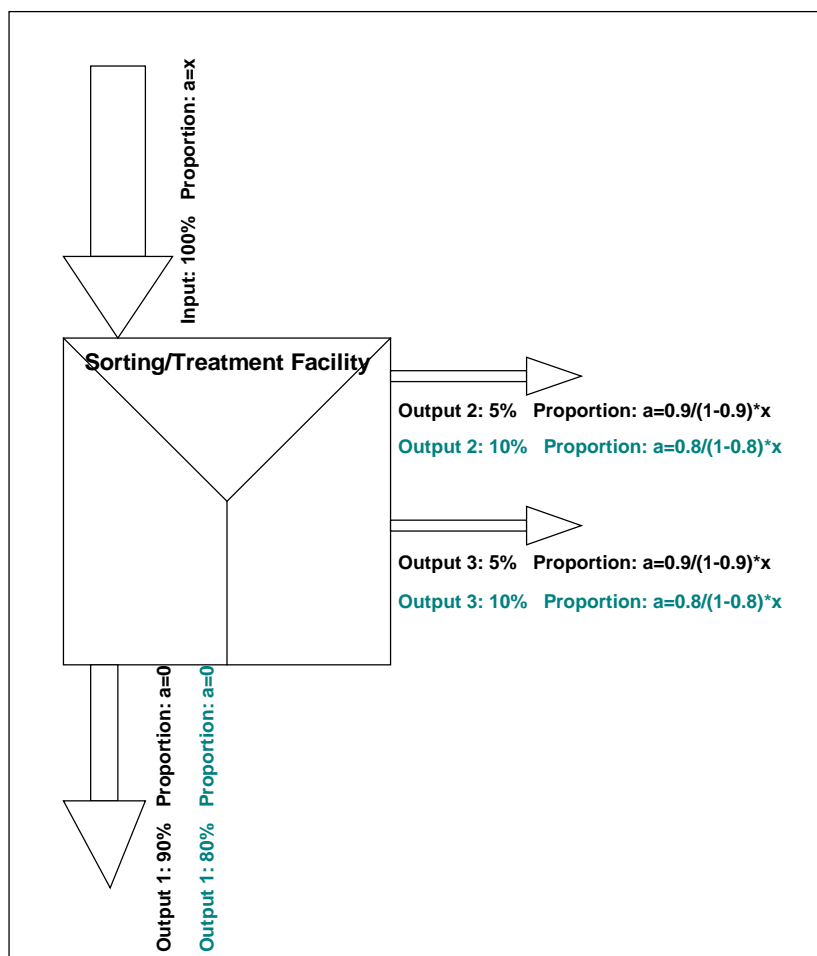 Input: 100%   Proportion: a=x
Sorting/Treatment Facility
Output 2: 5%   Proportion: a=0.9/(1-0.9)*x
Output 2: 10%   Proportion: a=0.8/(1-0.8)*x
Output 3: 5%   Proportion: a=0.9/(1-0.9)*x
Output 3: 10%   Proportion: a=0.8/(1-0.8)*x
Output 1: 90%   Proportion: a=0
Output 1: 80%   Proportion: a=0